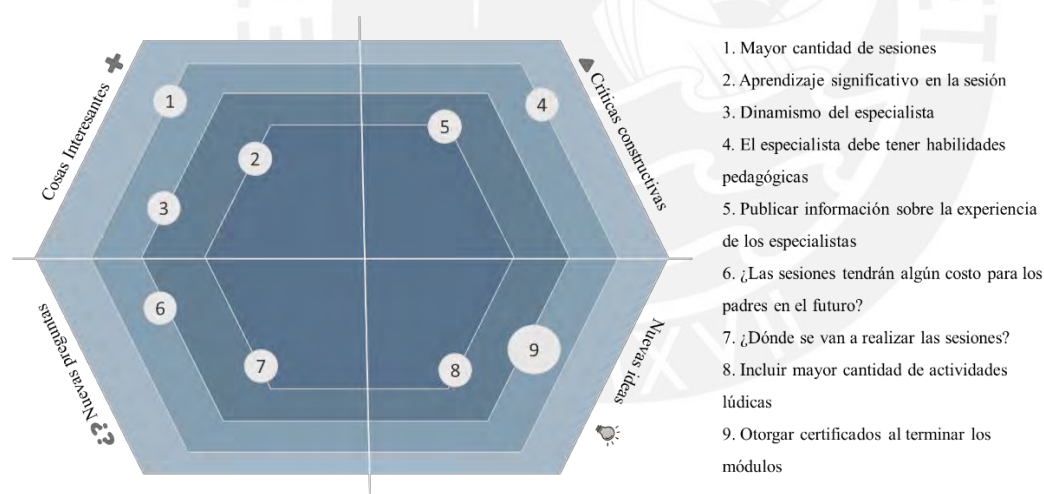 Cosas Interesantes
Críticas constructivas
Nuevas preguntas
??
Nuevas ideas
1
2
3
4
5
6
7
8
9
1. Mayor cantidad de sesiones
2. Aprendizaje significativo en la sesión
3. Dinamismo del especialista
4. El especialista debe tener habilidades
pedagógicas
5. Publicar información sobre la experiencia
de los especialistas
6. ¿Las sesiones tendrán algún costo para los
padres en el futuro?
7. ¿Dónde se van a realizar las sesiones?
8. Incluir mayor cantidad de actividades
lúdicas
9. Otorgar certificados al terminar los
módulos